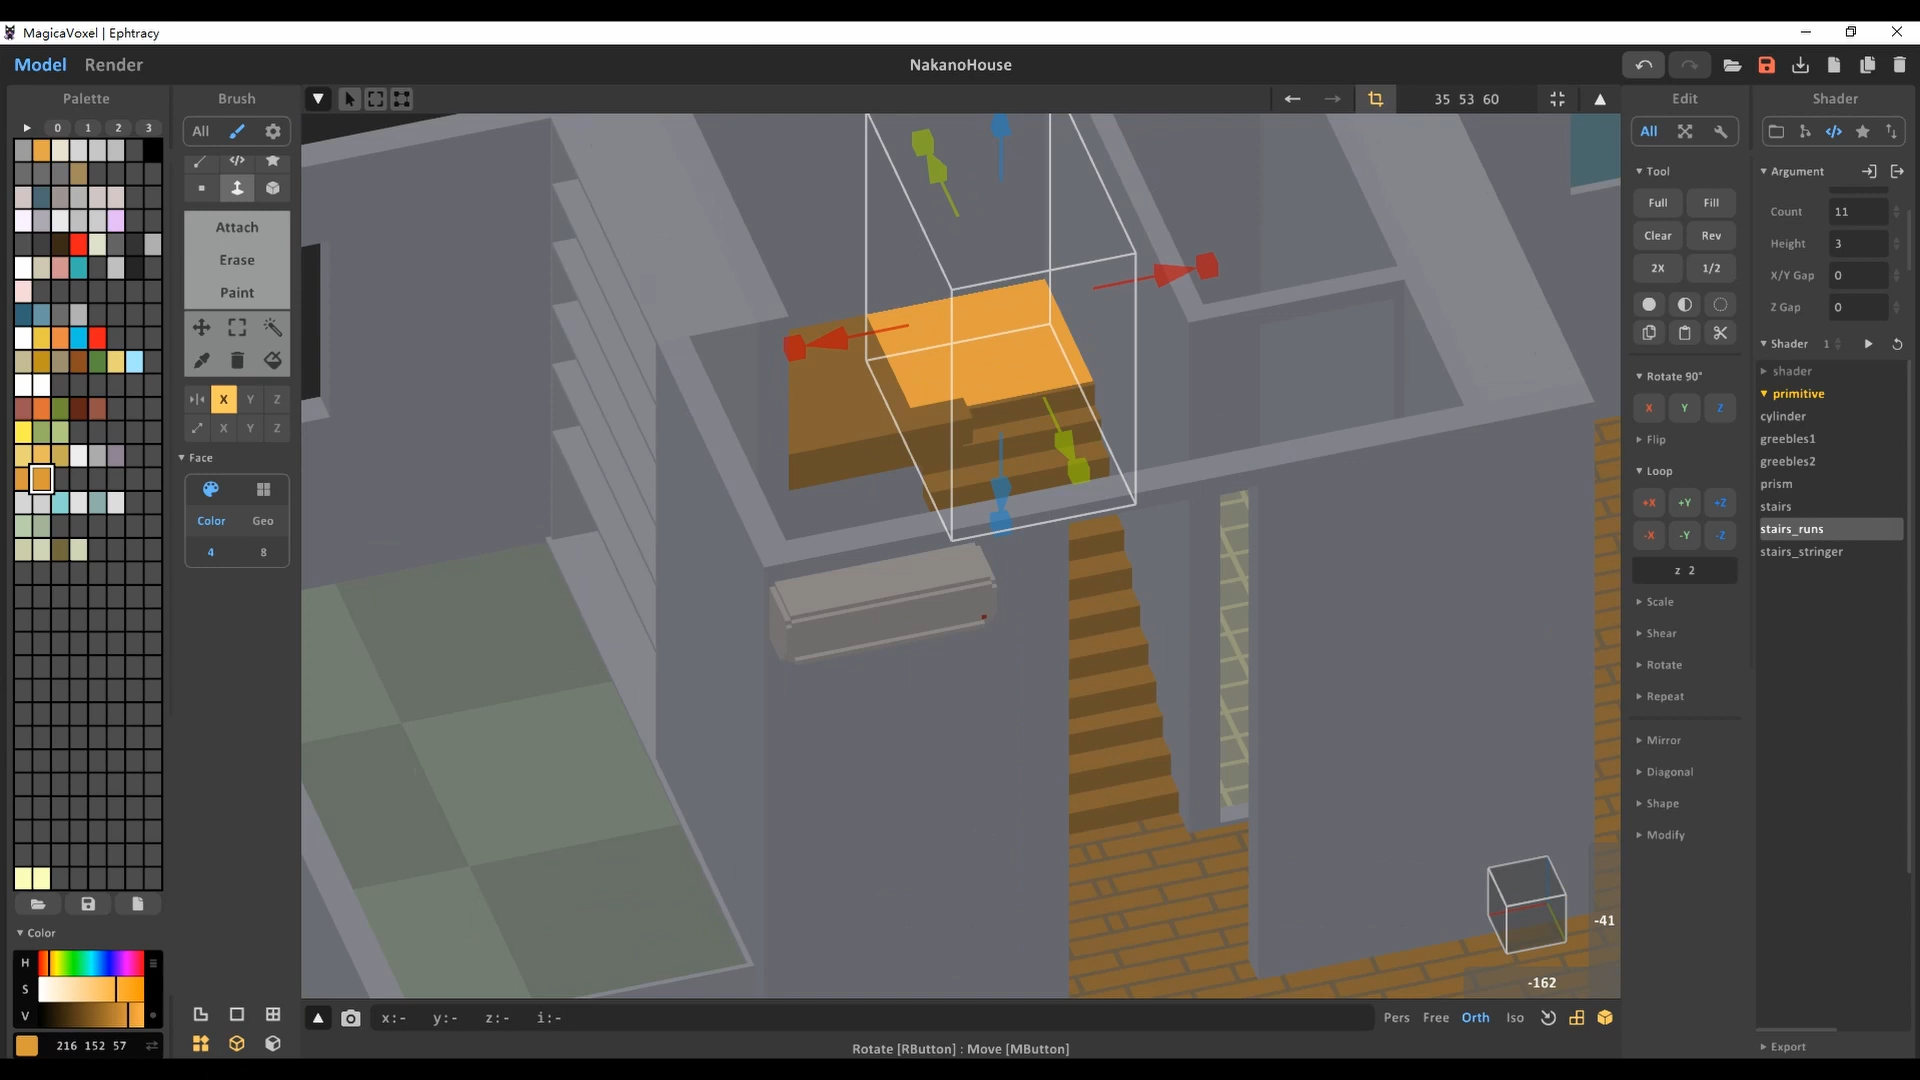 MagicaVoxel | Ephtracy
Model Render
NakanoHouse
Palette
0 1 2 3
Color
H
S
V
216 152 57
Brush
All
Attach
Erase
Paint
X Y Z
X Y Z
Face
Color Geo
4 8
35 53 60
-41
-162
x:- y:- z:- i:-
Pers Free Orth Iso
Rotate [RButton] : Move [MButton]
Edit
All
Tool
Full Fill
Clear Rev
2X 1/2
Rotate 90°
X Y Z
Flip
Loop
+X +Y +Z
-X -Y -Z
z 2
Scale
Shear
Rotate
Repeat
Mirror
Diagonal
Shape
Modify
Shader
Argument
Count 11
Height 3
X/Y Gap 0
Z Gap 0
Shader 1
shader
primitive
cylinder
greebles1
greebles2
prism
stairs
stairs_runs
stairs_stringer
Export